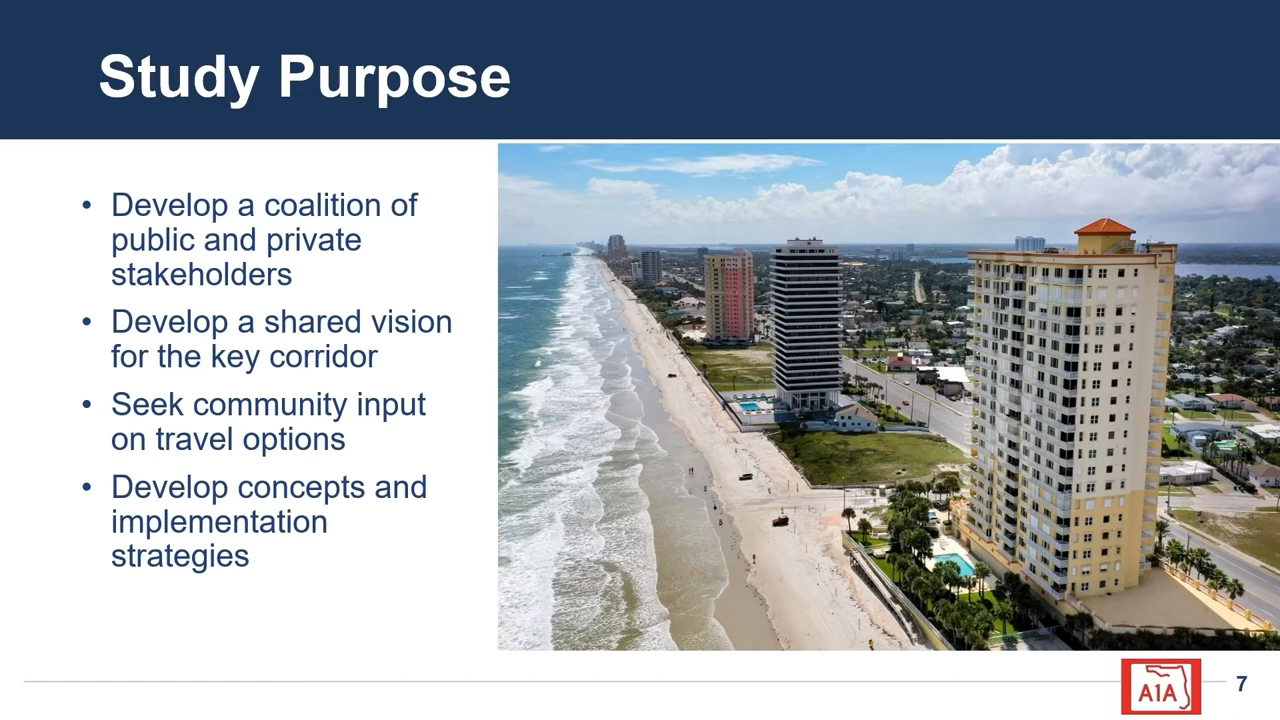 Study Purpose
• Develop a coalition of
public and private
stakeholders
• Develop a shared vision
for the key corridor
• Seek community input
on travel options
• Develop concepts and
implementation
strategies
A1A
7